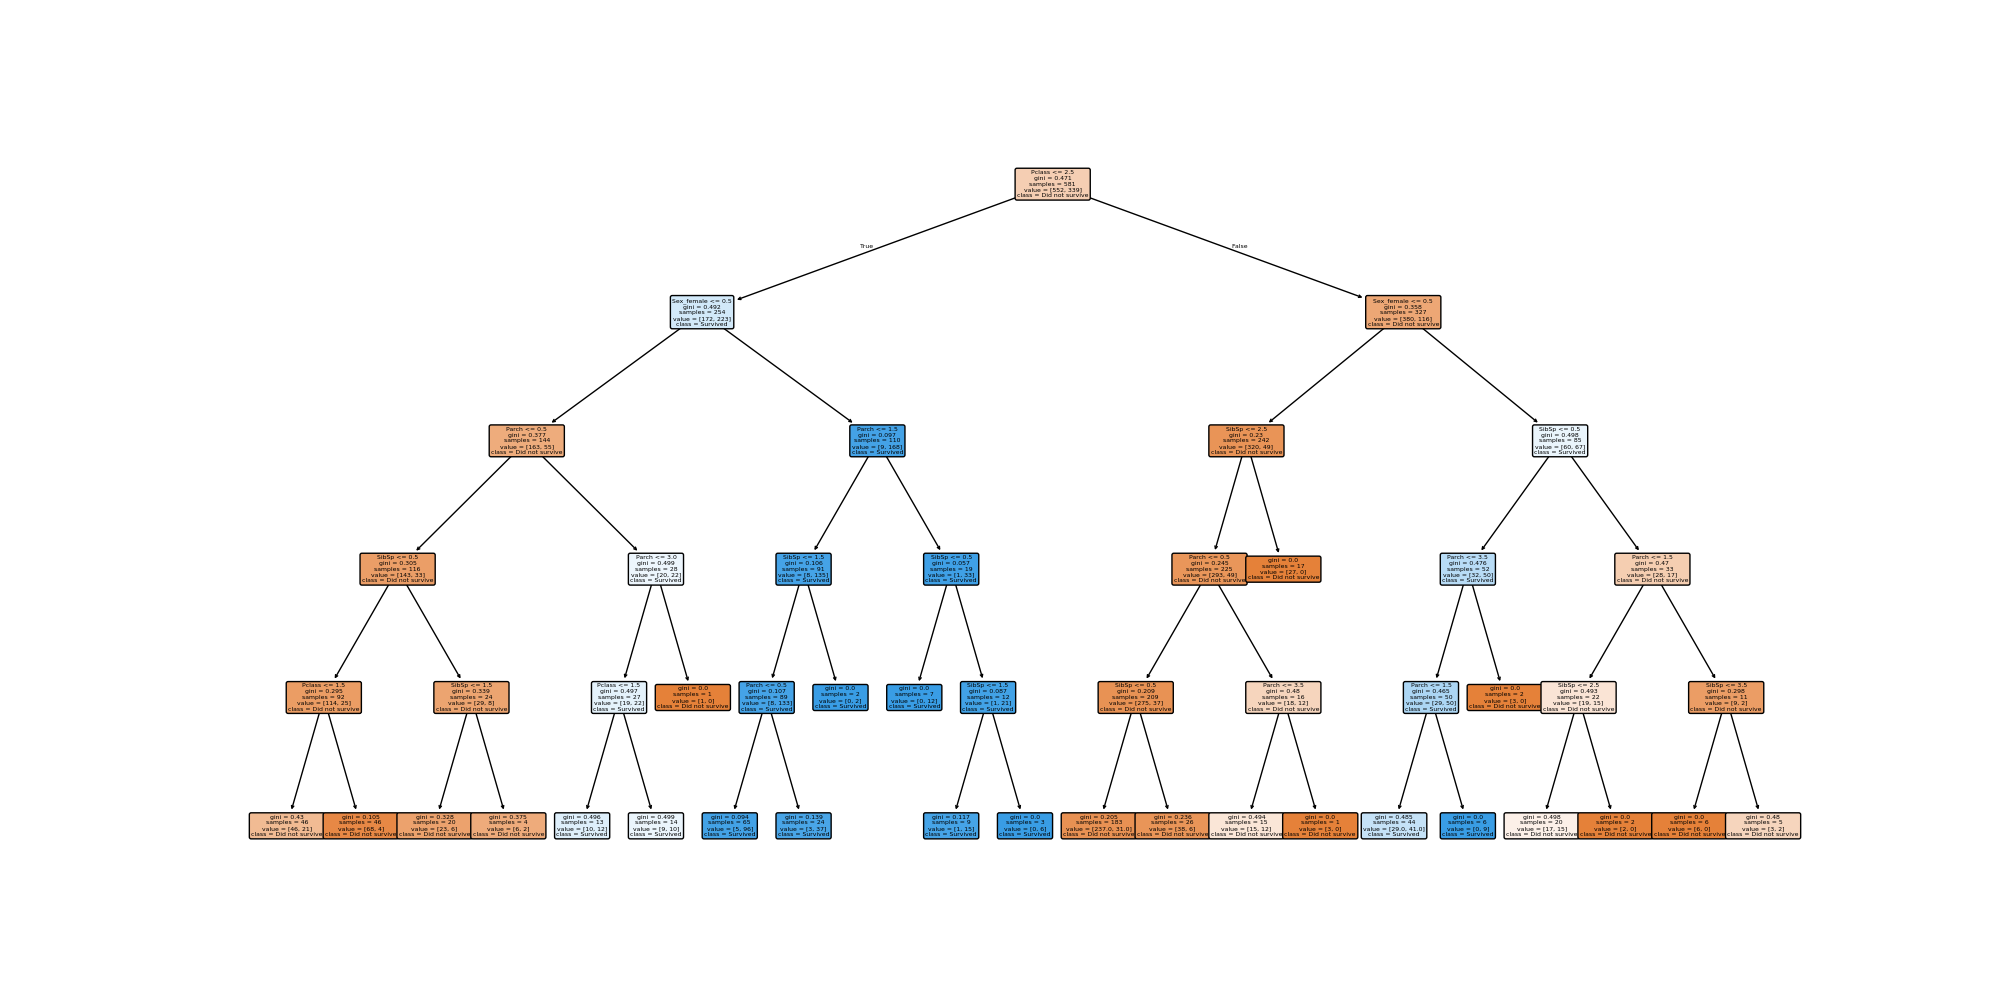 Pclass <= 2.5
gini = 0.471
samples = 581
value = [552, 339]
class = Did not survive
True
False
Sex_female <= 0.5
gini = 0.492
samples = 254
value = [172, 223]
class = Survived
Sex_female <= 0.5
gini = 0.358
samples = 327
value = [380, 116]
class = Did not survive
Parch <= 0.5
gini = 0.377
samples = 144
value = [163, 55]
class = Did not survive
Parch <= 1.5
gini = 0.097
samples = 110
value = [9, 168]
class = Survived
SibSp <= 2.5
gini = 0.23
samples = 242
value = [320, 49]
class = Did not survive
SibSp <= 0.5
gini = 0.498
samples = 85
value = [60, 67]
class = Survived
SibSp <= 0.5
gini = 0.305
samples = 116
value = [143, 33]
class = Did not survive
Parch <= 3.0
gini = 0.499
samples = 28
value = [20, 22]
class = Survived
SibSp <= 1.5
gini = 0.106
samples = 91
value = [8, 135]
class = Survived
SibSp <= 0.5
gini = 0.057
samples = 19
value = [1, 33]
class = Survived
Parch <= 0.5
gini = 0.245
samples = 225
value = [293, 49]
class = Did not survive
gini = 0.0
samples = 17
value = [27, 0]
class = Did not survive
Parch <= 3.5
gini = 0.476
samples = 52
value = [32, 50]
class = Survived
Parch <= 1.5
gini = 0.47
samples = 33
value = [28, 17]
class = Did not survive
Pclass <= 1.5
gini = 0.295
samples = 92
value = [114, 25]
class = Did not survive
SibSp <= 1.5
gini = 0.339
samples = 24
value = [29, 8]
class = Did not survive
Pclass <= 1.5
gini = 0.497
samples = 27
value = [19, 22]
class = Survived
gini = 0.0
samples = 1
value = [1, 0]
class = Did not survive
Parch <= 0.5
gini = 0.107
samples = 89
value = [8, 133]
class = Survived
gini = 0.0
samples = 2
value = [0, 2]
class = Survived
gini = 0.0
samples = 7
value = [0, 12]
class = Survived
SibSp <= 1.5
gini = 0.087
samples = 12
value = [1, 21]
class = Survived
SibSp <= 0.5
gini = 0.209
samples = 209
value = [275, 37]
class = Did not survive
Parch <= 3.5
gini = 0.48
samples = 16
value = [18, 12]
class = Did not survive
Parch <= 1.5
gini = 0.465
samples = 50
value = [29, 50]
class = Survived
gini = 0.0
samples = 2
value = [3, 0]
class = Did not survive
SibSp <= 2.5
gini = 0.493
samples = 22
value = [19, 15]
class = Did not survive
SibSp <= 3.5
gini = 0.298
samples = 11
value = [9, 2]
class = Did not survive
gini = 0.43
samples = 46
value = [46, 21]
class = Did not survive
gini = 0.105
samples = 46
value = [68, 4]
class = Did not survive
gini = 0.328
samples = 20
value = [23, 6]
class = Did not survive
gini = 0.375
samples = 4
value = [6, 2]
class = Did not survive
gini = 0.496
samples = 13
value = [10, 12]
class = Survived
gini = 0.499
samples = 14
value = [9, 10]
class = Survived
gini = 0.094
samples = 65
value = [5, 96]
class = Survived
gini = 0.139
samples = 24
value = [3, 37]
class = Survived
gini = 0.117
samples = 9
value = [1, 15]
class = Survived
gini = 0.0
samples = 3
value = [0, 6]
class = Survived
gini = 0.205
samples = 183
value = [237.0, 31.0]
class = Did not survive
gini = 0.236
samples = 26
value = [38, 6]
class = Did not survive
gini = 0.494
samples = 15
value = [15, 12]
class = Did not survive
gini = 0.0
samples = 1
value = [3, 0]
class = Did not survive
gini = 0.485
samples = 44
value = [29.0, 41.0]
class = Survived
gini = 0.0
samples = 6
value = [0, 9]
class = Survived
gini = 0.498
samples = 20
value = [17, 15]
class = Did not survive
gini = 0.0
samples = 2
value = [2, 0]
class = Did not survive
gini = 0.0
samples = 6
value = [6, 0]
class = Did not survive
gini = 0.48
samples = 5
value = [3, 2]
class = Did not survive